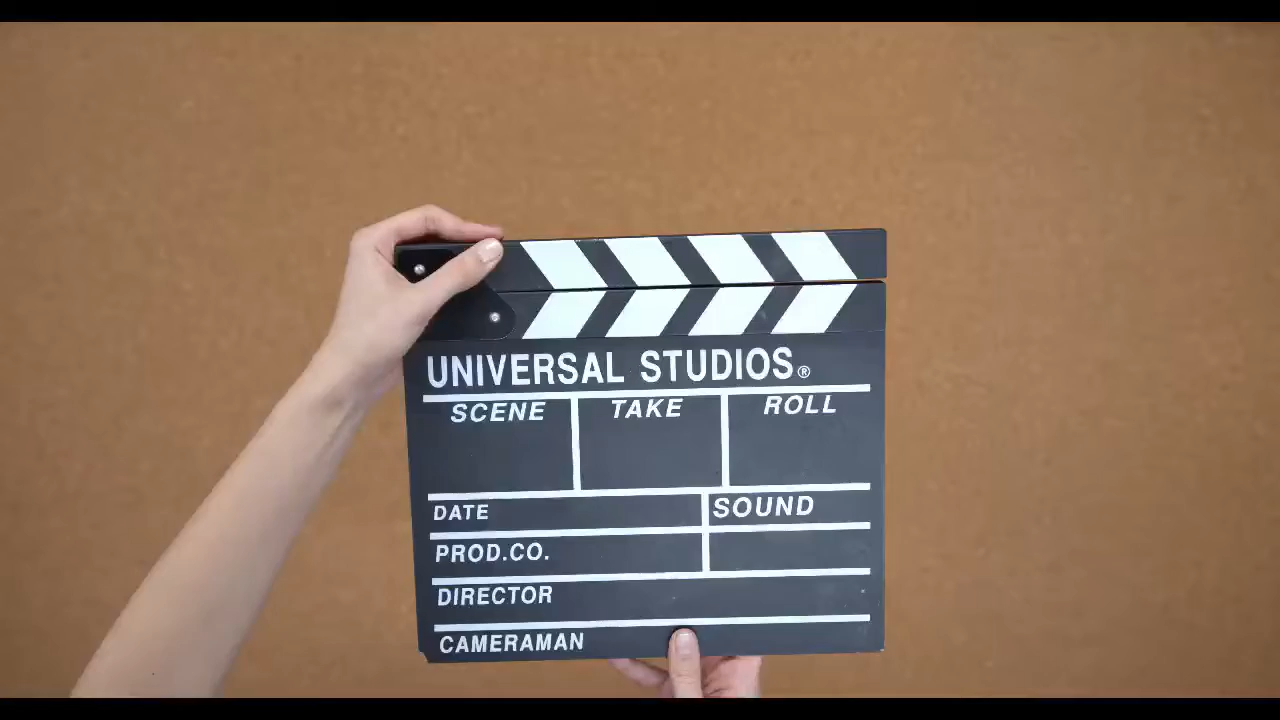 UNIVERSAL STUDIOS®
SCENE TAKE ROLL
DATE SOUND
PROD.CO.
DIRECTOR
CAMERAMAN